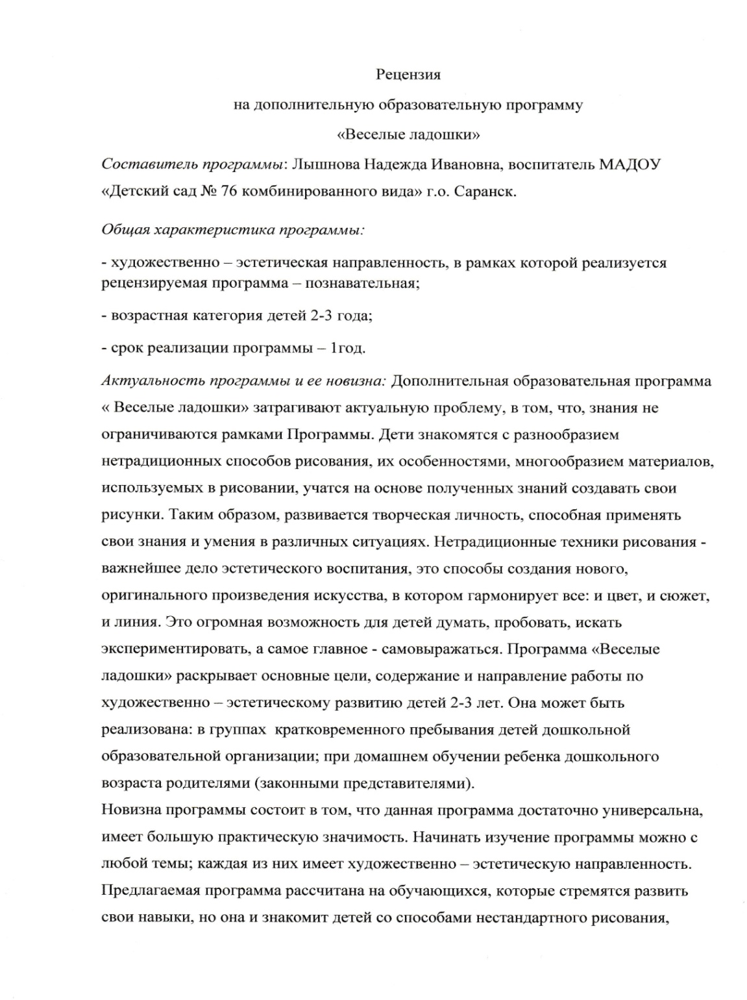 Рецензия
на дополнительную образовательную программу
«Веселые ладошки»
Составитель программы: Лышнова Надежда Ивановна, воспитатель МАДОУ
«Детский сад № 76 комбинированного вида» г.о. Саранск.
Общая характеристика программы:
- художественно – эстетическая направленность, в рамках которой реализуется
рецензируемая программа – познавательная;
- возрастная категория детей 2-3 года;
- срок реализации программы – 1год.
Актуальность программы и ее новизна: Дополнительная образовательная программа
« Веселые ладошки» затрагивают актуальную проблему, в том, что, знания не
ограничиваются рамками Программы. Дети знакомятся с разнообразием
нетрадиционных способов рисования, их особенностями, многообразием материалов,
используемых в рисовании, учатся на основе полученных знаний создавать свои
рисунки. Таким образом, развивается творческая личность, способная применять
свои знания и умения в различных ситуациях. Нетрадиционные техники рисования -
важнейшее дело эстетического воспитания, это способы создания нового,
оригинального произведения искусства, в котором гармонирует все: и цвет, и сюжет,
и линия. Это огромная возможность для детей думать, пробовать, искать
экспериментировать, а самое главное - самовыражаться. Программа «Веселые
ладошки» раскрывает основные цели, содержание и направление работы по
художественно – эстетическому развитию детей 2-3 лет. Она может быть
реализована: в группах  кратковременного пребывания детей дошкольной
образовательной организации; при домашнем обучении ребенка дошкольного
возраста родителями (законными представителями).
Новизна программы состоит в том, что данная программа достаточно универсальна,
имеет большую практическую значимость. Начинать изучение программы можно с
любой темы; каждая из них имеет художественно – эстетическую направленность.
Предлагаемая программа рассчитана на обучающихся, которые стремятся развить
свои навыки, но она и знакомит детей со способами нестандартного рисования,